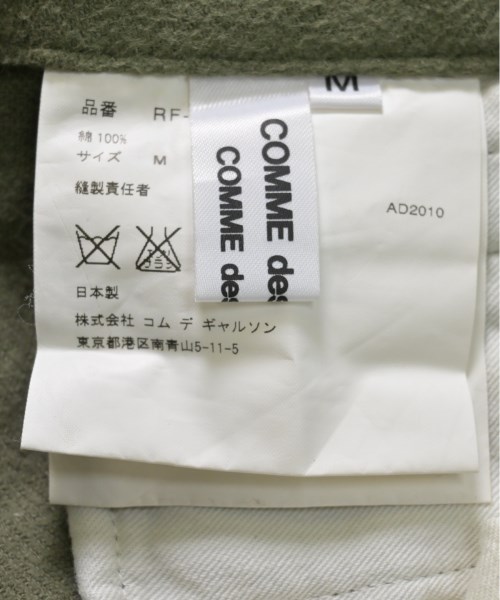 M
品番 RF-
綿 100%
サイズ M
縫製責任者
COMME des
COMME des
AD2010
日本製
株式会社 コム デ ギャルソン
東京都港区南青山5-11-5